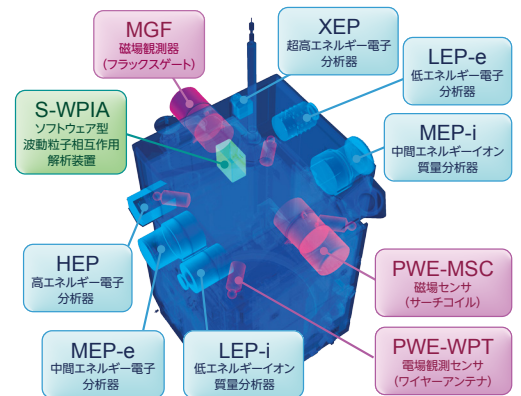 MGF
磁場観測器
(フラックスゲート)
XEP
超高エネルギー電子
分析器
LEP-e
低エネルギー電子
分析器
S-WPIA
ソフトウェア型
波動粒子相互作用
解析装置
MEP-i
中間エネルギーイオン
質量分析器
HEP
高エネルギー電子
分析器
PWE-MSC
磁場センサ
(サーチコイル)
MEP-e
中間エネルギー電子
分析器
LEP-i
低エネルギーイオン
質量分析器
PWE-WPT
電場観測センサ
(ワイヤーアンテナ)